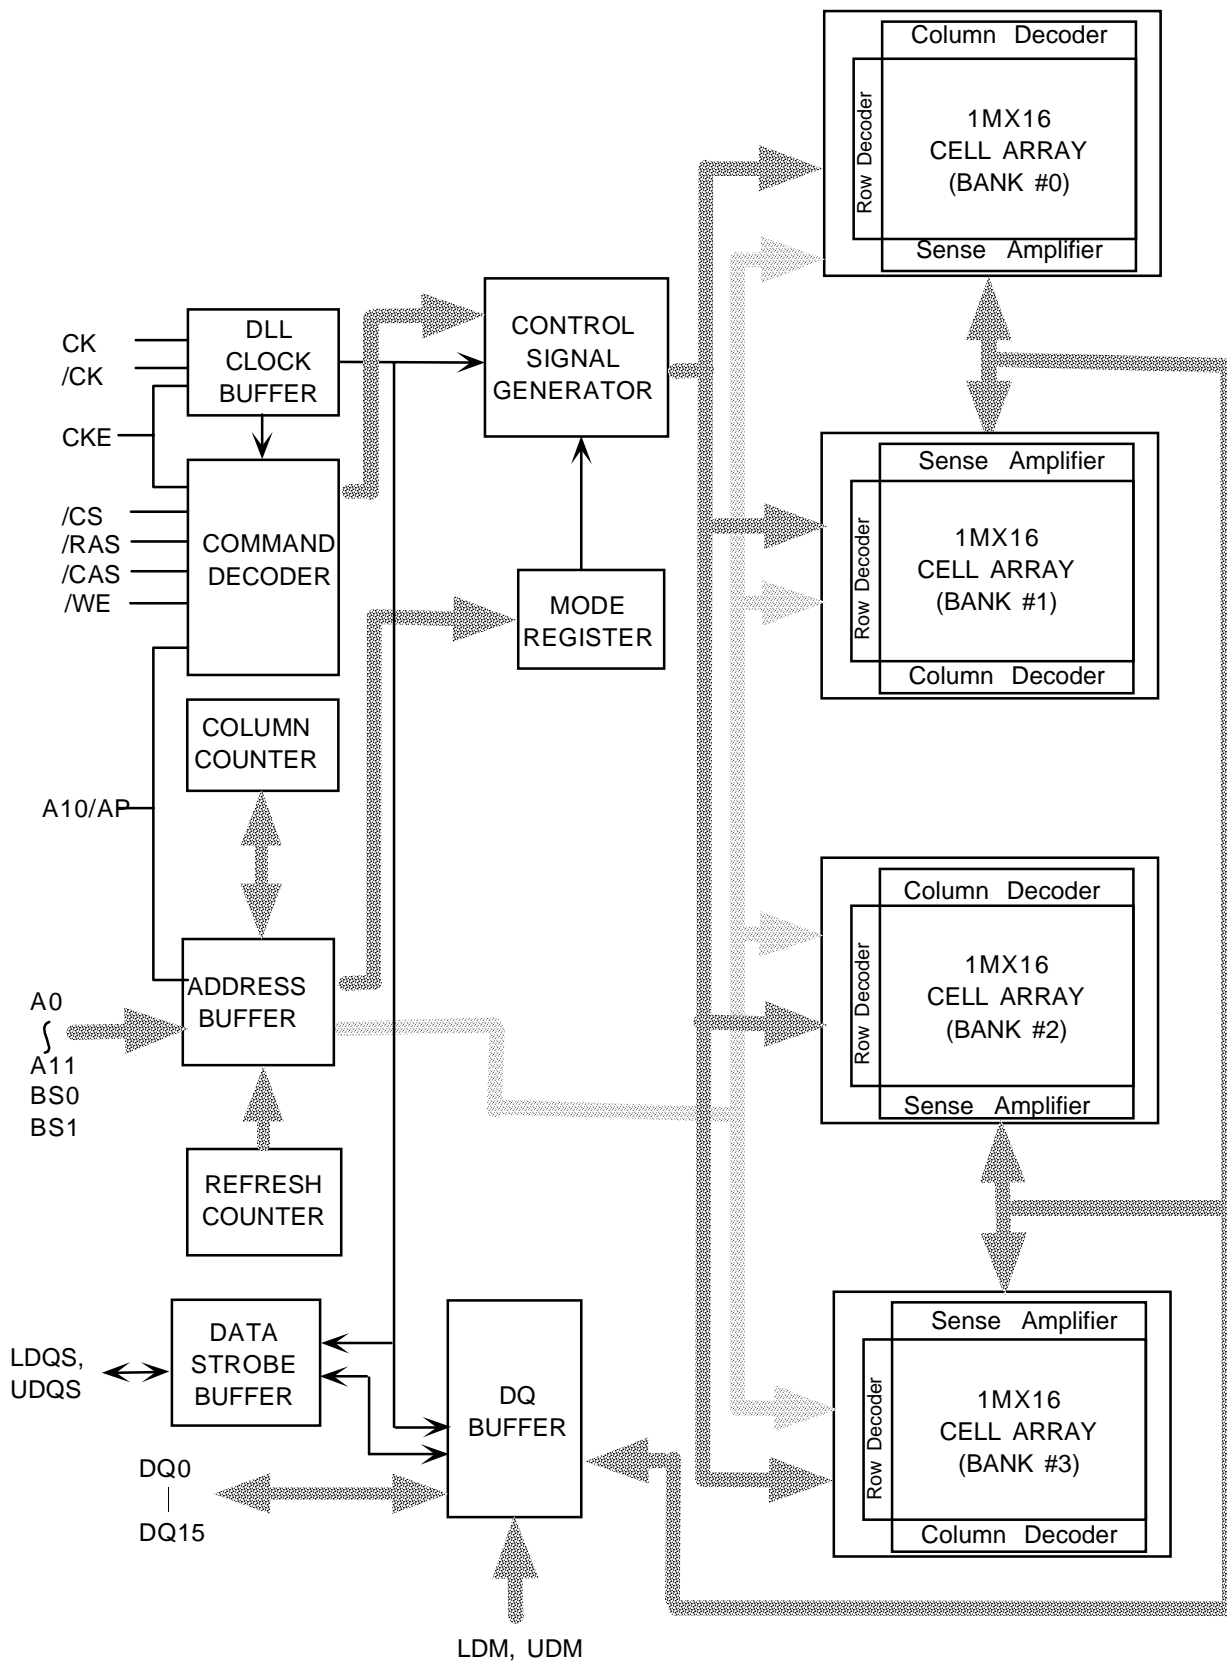 Column Decoder
Row Decoder
1MX16
CELL ARRAY
(BANK #0)
Sense Amplifier
CK
/CK
CKE
DLL
CLOCK
BUFFER
CONTROL
SIGNAL
GENERATOR
/CS
/RAS
/CAS
/WE
COMMAND
DECODER
MODE
REGISTER
Sense Amplifier
Row Decoder
1MX16
CELL ARRAY
(BANK #1)
Column Decoder
COLUMN
COUNTER
A10/AP
ADDRESS
BUFFER
A0
A11
BS0
BS1
REFRESH
COUNTER
Column Decoder
Row Decoder
1MX16
CELL ARRAY
(BANK #2)
Sense Amplifier
LDQS,
UDQS
DATA
STROBE
BUFFER
DQ
BUFFER
DQ0
DQ15
LDM, UDM
Sense Amplifier
Row Decoder
1MX16
CELL ARRAY
(BANK #3)
Column Decoder